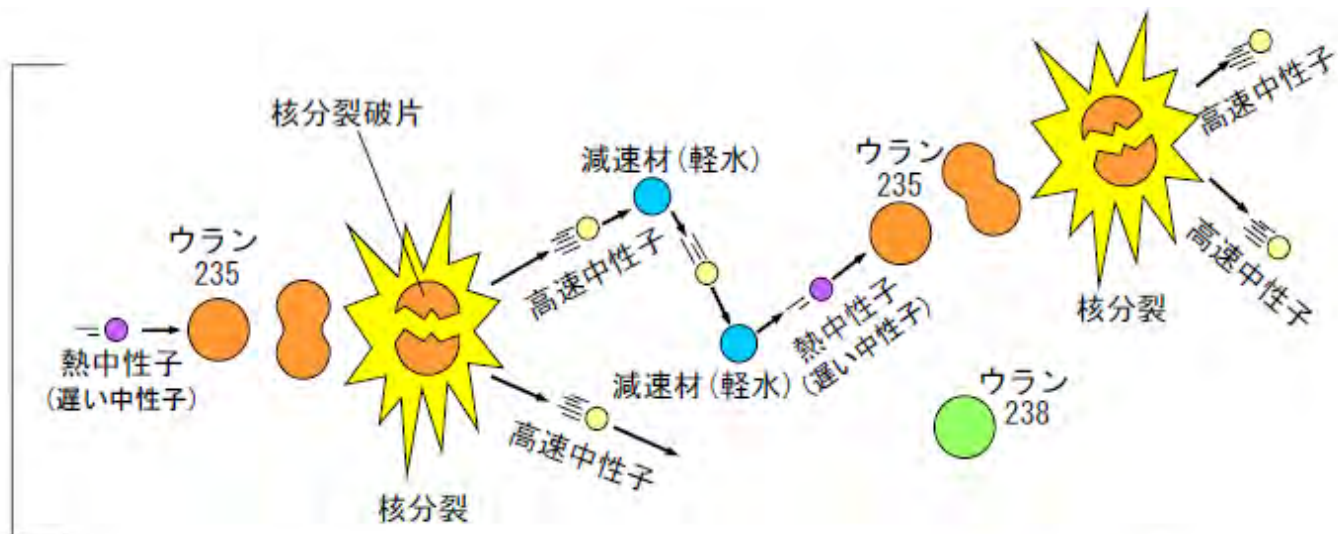 核分裂破片
ウラン
235
熱中性子
(遅い中性子)
核分裂
高速中性子
高速中性子
減速材(軽水)
減速材(軽水)
熱中性子
(遅い中性子)
ウラン
235
ウラン
238
核分裂
高速中性子
高速中性子